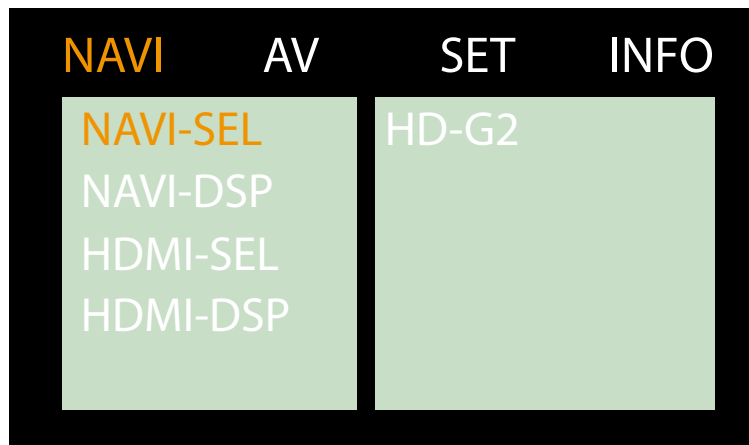 NAVI AV SET INFO
NAVI-SEL HD-G2
NAVI-DSP
HDMI-SEL
HDMI-DSP